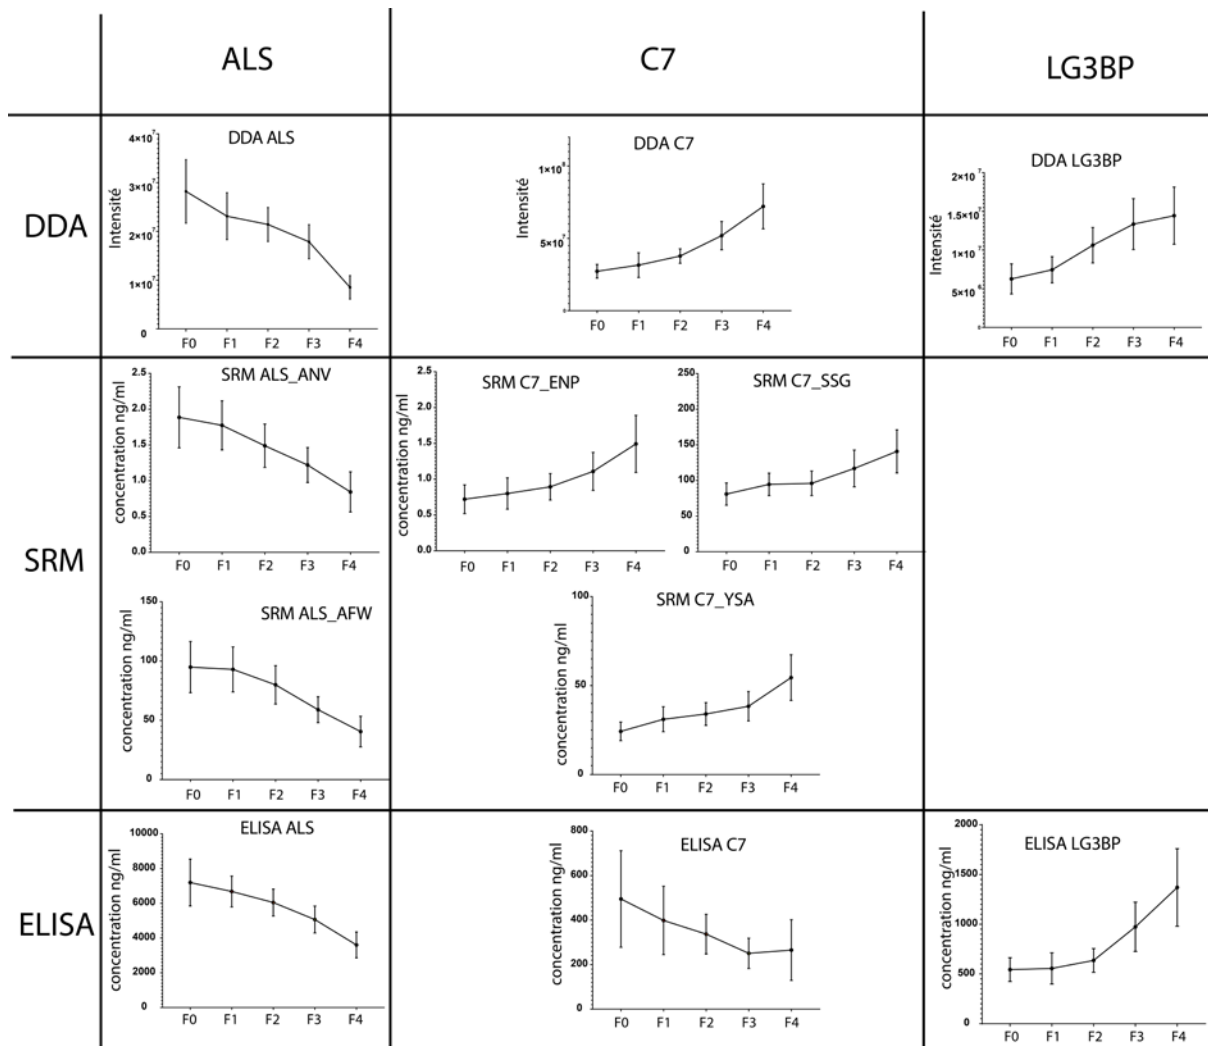 ALS C7 LG3BP
DDA
DDA ALS
Intensité
4×10⁷
3×10⁷
2×10⁷
1×10⁷
0
F0 F1 F2 F3 F4
DDA C7
Intensité
1×10⁸
5×10⁷
0
F0 F1 F2 F3 F4
DDA LG3BP
Intensité
2×10⁷
1.5×10⁷
1×10⁷
5×10⁶
0
F0 F1 F2 F3 F4
SRM
SRM ALS_ANV
concentration ng/ml
2.5
2.0
1.5
1.0
0.5
0.0
F0 F1 F2 F3 F4
SRM C7_ENP
concentration ng/ml
2.5
2.0
1.5
1.0
0.5
0.0
F0 F1 F2 F3 F4
SRM C7_SSG
250
200
150
100
50
0
F0 F1 F2 F3 F4
SRM ALS_AFW
concentration ng/ml
150
100
50
0
F0 F1 F2 F3 F4
SRM C7_YSA
concentration ng/ml
100
50
0
F0 F1 F2 F3 F4
ELISA
ELISA ALS
concentration ng/ml
10000
8000
6000
4000
2000
0
F0 F1 F2 F3 F4
ELISA C7
concentration ng/ml
800
600
400
200
0
F0 F1 F2 F3 F4
ELISA LG3BP
concentration ng/ml
2000
1500
1000
500
0
F0 F1 F2 F3 F4